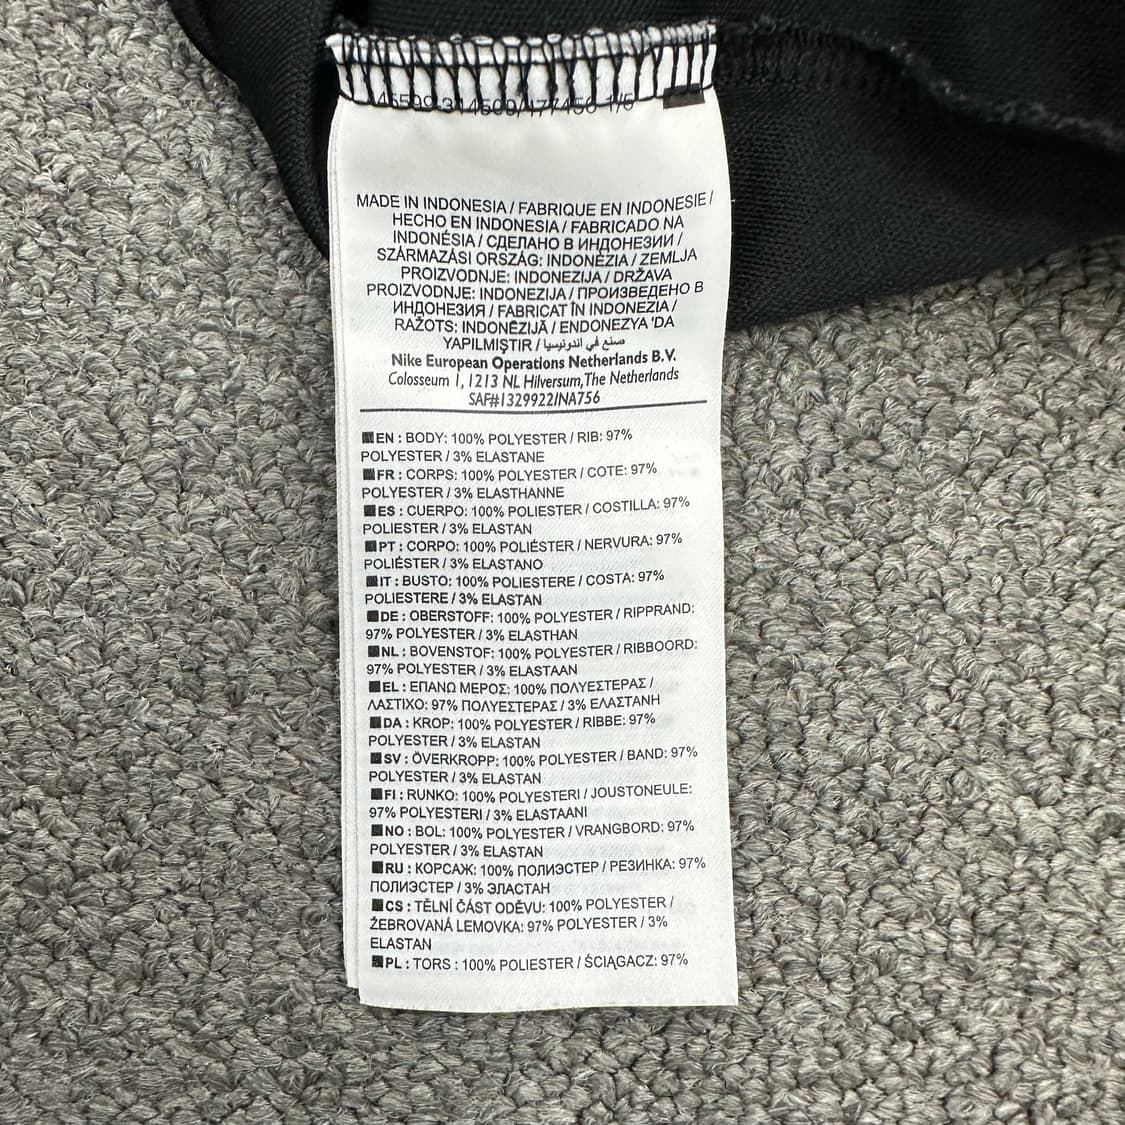 MADE IN INDONESIA / FABRIQUE EN INDONESIE /
HECHO EN INDONESIA / FABRICADO NA
INDONÉSIA / СДЕЛАНО В ИНДОНЕЗИИ /
SZÁRMAZÁSI ORSZÁG: INDONÉZIA / ZEMLJA
PROIZVODNJE: INDONEZIJA / DRŽAVA
PROIZVODNJE: INDONEZIJA / ПРОИЗВЕДЕНО В
ИНДОНЕЗИЯ / FABRICAT ÎN INDONEZIA /
RAŽOTS: INDONĒZIJĀ / ENDONEZYA 'DA
YAPILMIŞTIR / صنع في اندونيسيا
Nike European Operations Netherlands B.V.
Colosseum 1, 1213 NL Hilversum, The Netherlands
SAF#1329922/NA756
EN : BODY: 100% POLYESTER / RIB: 97%
POLYESTER / 3% ELASTANE
FR : CORPS: 100% POLYESTER / COTE: 97%
POLYESTER / 3% ELASTHANNE
ES : CUERPO: 100% POLIESTER / COSTILLA: 97%
POLIESTER / 3% ELASTAN
PT : CORPO: 100% POLIÉSTER / NERVURA: 97%
POLIÉSTER / 3% ELASTANO
IT : BUSTO: 100% POLIESTERE / COSTA: 97%
POLIESTERE / 3% ELASTAN
DE : OBERSTOFF: 100% POLYESTER / RIPPRAND:
97% POLYESTER / 3% ELASTHAN
NL : BOVENSTOF: 100% POLYESTER / RIBBOORD:
97% POLYESTER / 3% ELASTAAN
EL : ΕΠΑΝΩ ΜΕΡΟΣ: 100% ΠΟΛΥΕΣΤΕΡΑΣ /
ΛΑΣΤΙΧΟ: 97% ΠΟΛΥΕΣΤΕΡΑΣ / 3% ΕΛΑΣΤΑΝΗ
DA : KROP: 100% POLYESTER / RIBBE: 97%
POLYESTER / 3% ELASTAN
SV : ÖVERKROPP: 100% POLYESTER / BAND: 97%
POLYESTER / 3% ELASTAN
FI : RUNKO: 100% POLYESTERI / JOUSTONEULE:
97% POLYESTERI / 3% ELASTAANI
NO : BOL: 100% POLYESTER / VRANGBORD: 97%
POLYESTER / 3% ELASTAN
RU : КОРСАЖ: 100% ПОЛИЭСТЕР / РЕЗИНКА: 97%
ПОЛИЭСТЕР / 3% ЭЛАСТАН
CS : TĚLNÍ ČÁST ODĚVU: 100% POLYESTER /
ŽEBROVANÁ LEMOVKA: 97% POLYESTER / 3%
ELASTAN
PL : TORS : 100% POLIESTER / ŚCIĄGACZ: 97%